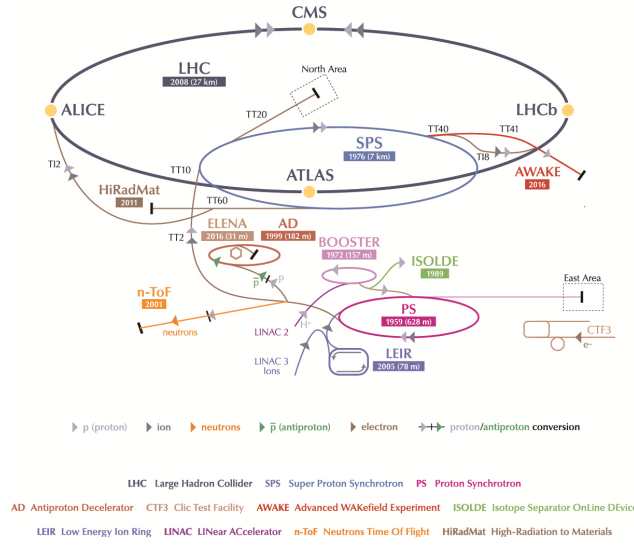 CMS
LHC
2008 (27 km)
North Area
ALICE
TT20
LHCb
TT40
TT41
SPS
1976 (7 km)
TI2
TT10
TI8
ATLAS
AWAKE
2016
HiRadMat
2011
TT60
ELENA
2016 (31 m)
AD
1999 (182 m)
TT2
BOOSTER
1972 (157 m)
ISOLDE
1989
p
p̅
East Area
n-ToF
2001
PS
1959 (628 m)
H⁻
LINAC 2
neutrons
CTF3
e⁻
LEIR
2005 (78 m)
LINAC 3
Ions
p (proton)
ion
neutrons
p̅ (antiproton)
electron
proton/antiproton conversion
LHC Large Hadron Collider SPS Super Proton Synchrotron PS Proton Synchrotron
AD Antiproton Decelerator CTF3 Clic Test Facility AWAKE Advanced WAKefield Experiment ISOLDE Isotope Separator OnLine DEvice
LEIR Low Energy Ion Ring LINAC LINear ACcelerator n-ToF Neutrons Time Of Flight HiRadMat High-Radiation to Materials